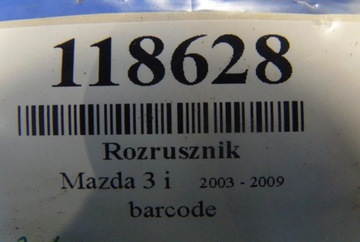 118628
Rozrusznik
Mazda 3 i 2003 - 2009
barcode